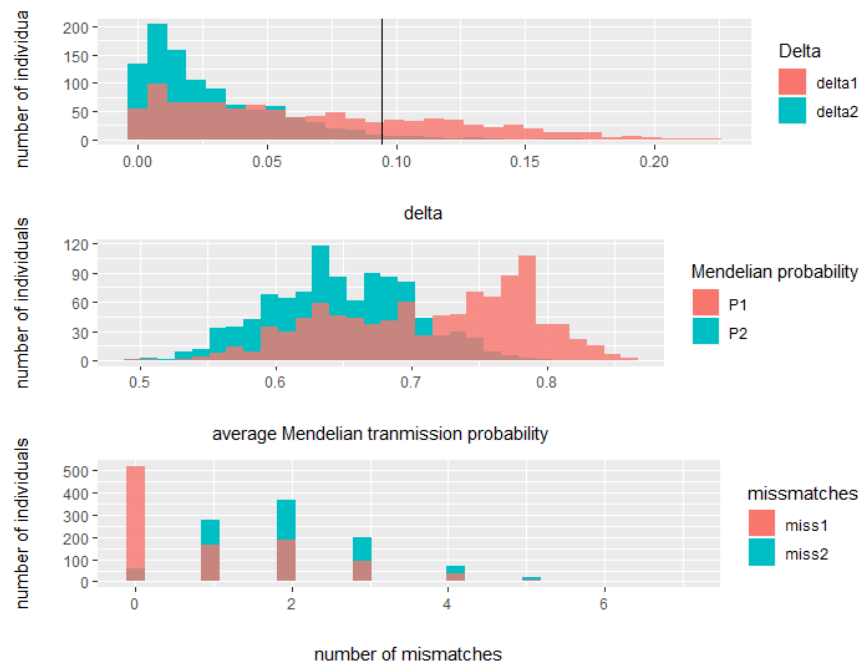 number of individua
200
150
100
50
0
0.00 0.05 0.10 0.15 0.20
delta
Delta
delta1
delta2
number of individuals
120
90
60
30
0
0.5 0.6 0.7 0.8
average Mendelian tranmission probability
Mendelian probability
P1
P2
number of individuals
500
400
300
200
100
0
0 2 4 6
number of mismatches
missmatches
miss1
miss2